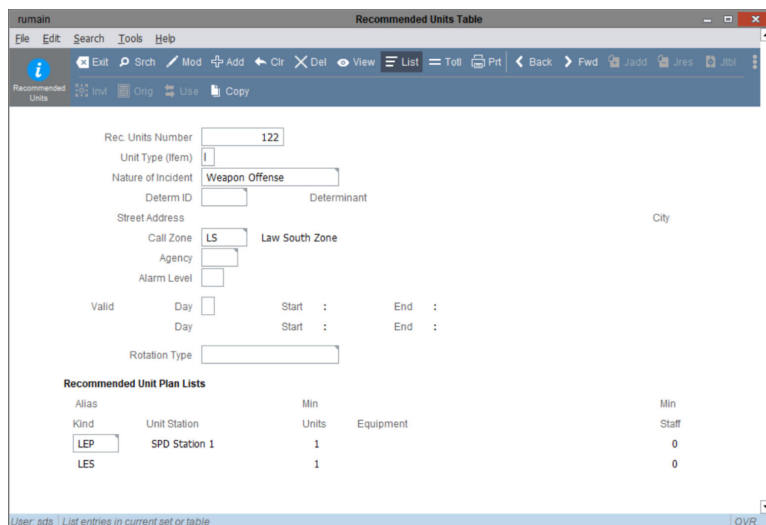 rumain
Recommended Units Table
File Edit Search Tools Help
Exit Srch Mod Add Clr Del View List Totl Prt Back Fwd Jadd Jres Jtbl
Recommended Units
Invl Orig Use Copy
Rec. Units Number 122
Unit Type (lfem) l
Nature of Incident Weapon Offense
Determ ID Determinant
Street Address City
Call Zone LS Law South Zone
Agency
Alarm Level
Valid Day Start : End :
Day Start : End :
Rotation Type
Recommended Unit Plan Lists
Alias Min Min
Kind Unit Station Units Equipment Staff
LEP SPD Station 1 1 0
LES 1 0
User: sds List entries in current set or table OVR